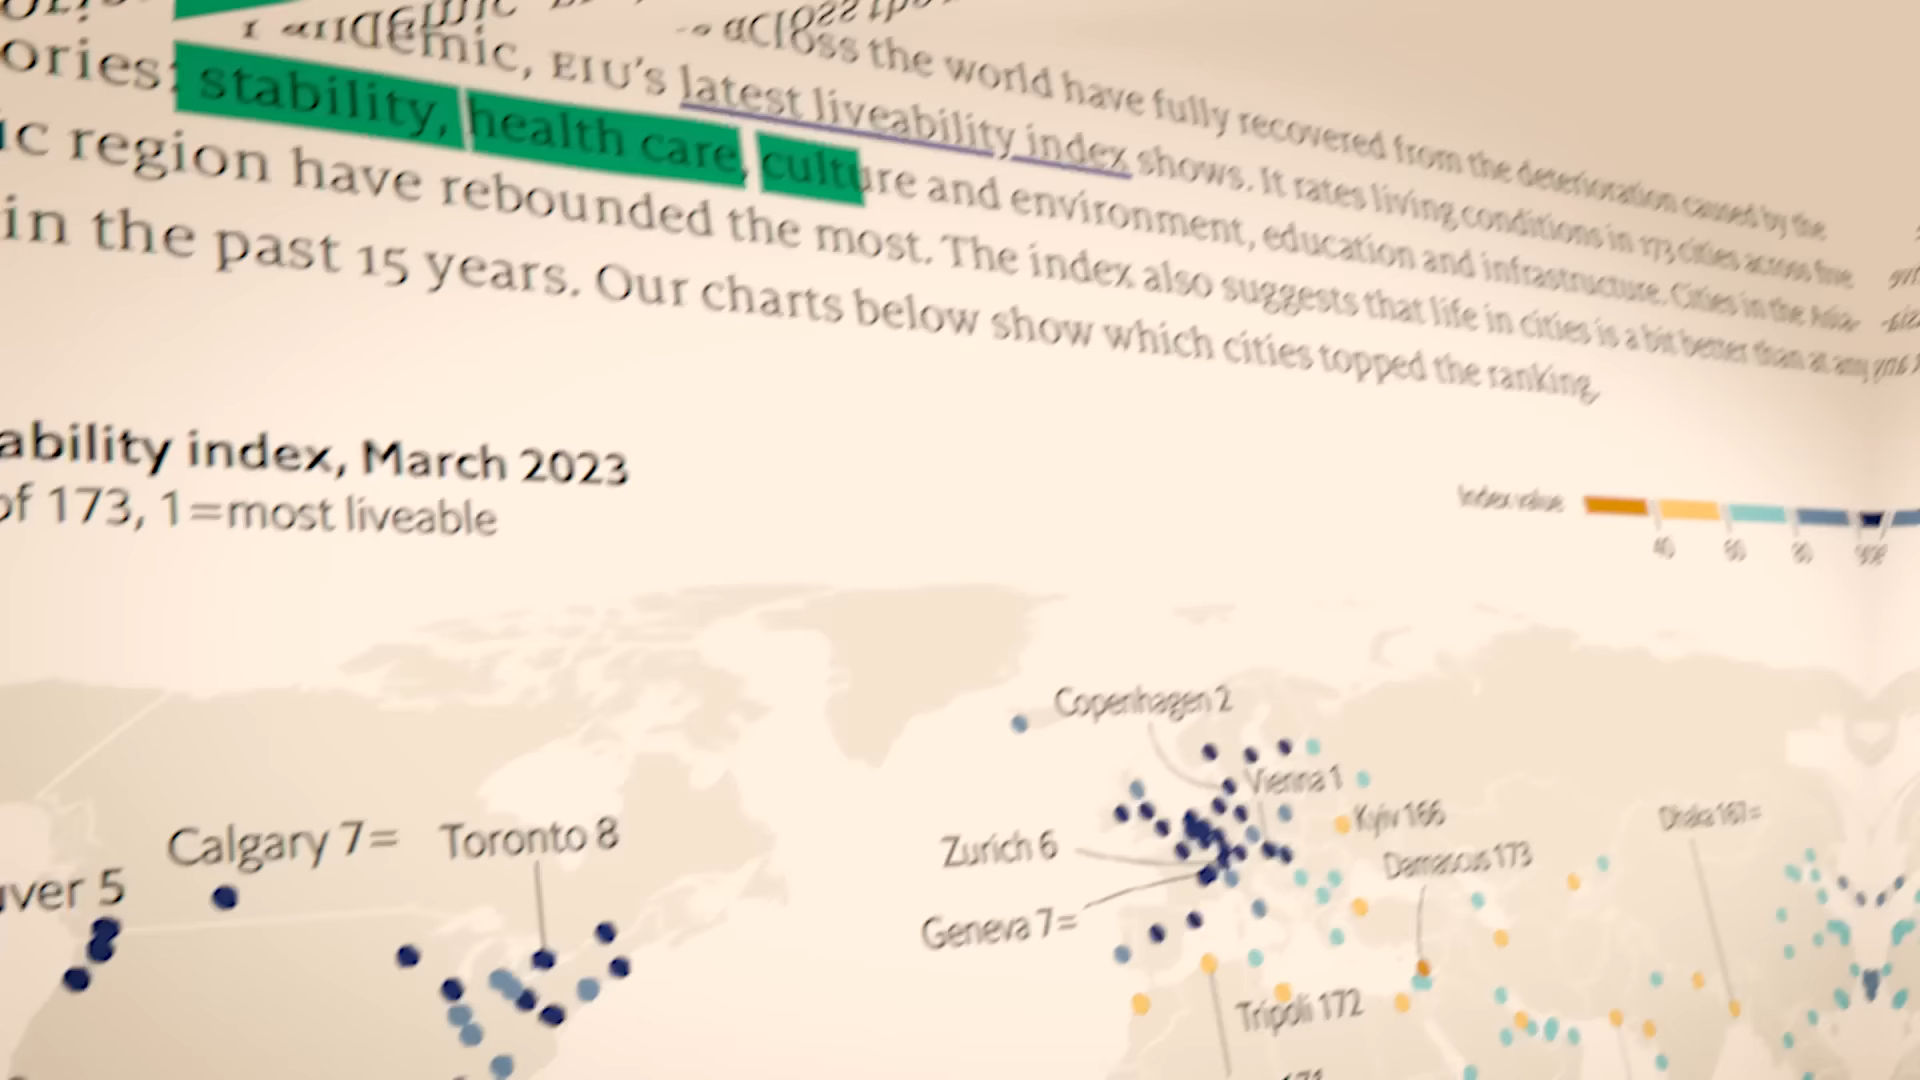 across the world have fully recovered from the deterioration caused by the
Pandemic, EIU's latest liveability index shows. It rates living conditions in 173 cities across five
ories: stability, health care, culture and environment, education and infrastructure. Cities in the
ic region have rebounded the most. The index also suggests that life in cities is a bit better than at any
in the past 15 years. Our charts below show which cities topped the ranking,
ability index, March 2023
of 173, 1=most liveable
Index value
40 60 80
Copenhagen 2
Vienna 1
Kyiv 166
Dhaka 167=
Calgary 7= Toronto 8
Zurich 6
Damascus 173
ver 5
Geneva 7=
Tripoli 172